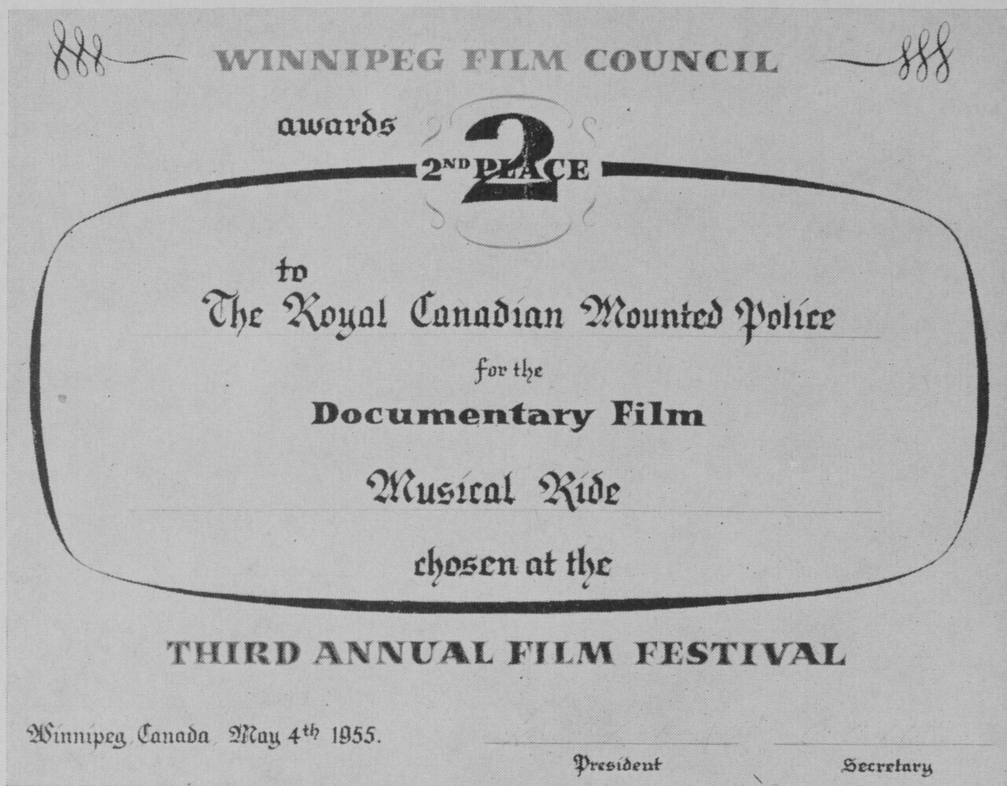 WINNIPEG FILM COUNCIL
awards
2
2ND PLACE
to
The Royal Canadian Mounted Police
for the
Documentary Film
Musical Ride
chosen at the
THIRD ANNUAL FILM FESTIVAL
Winnipeg, Canada, May 4th 1955.
President Secretary